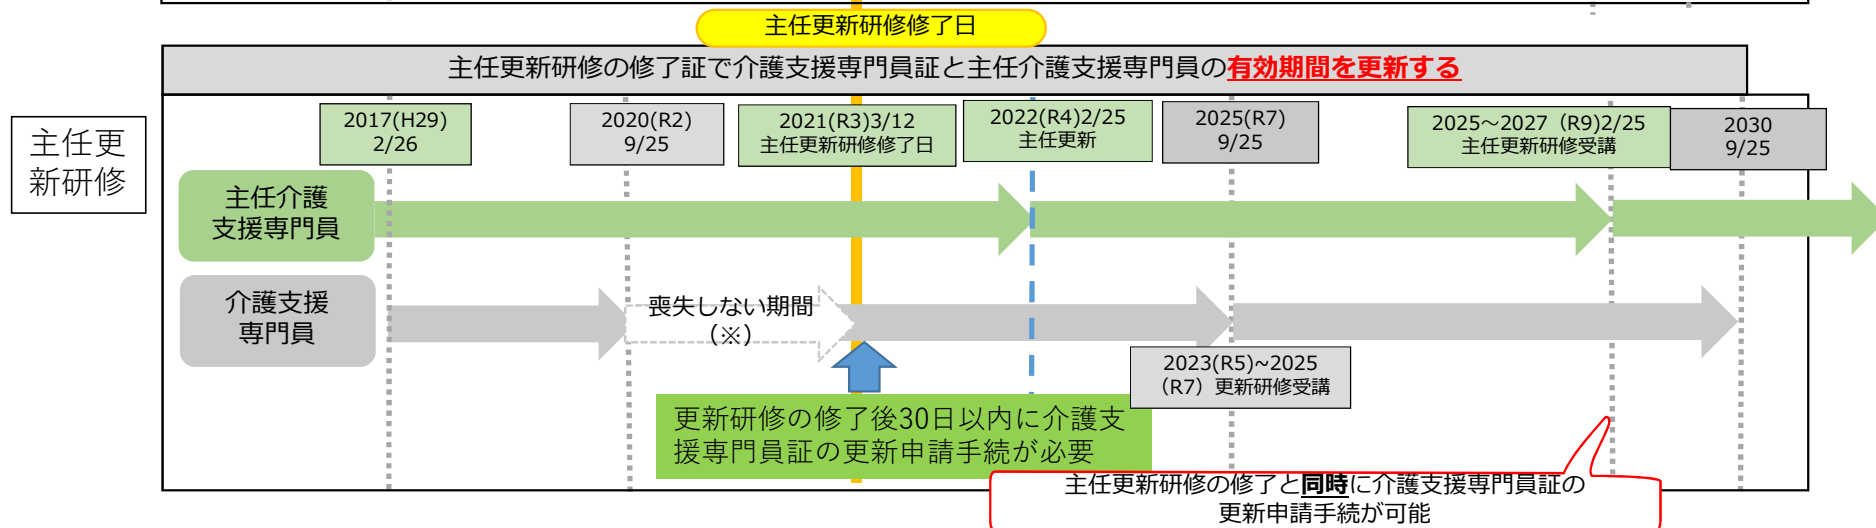 主任更新研修修了日
主任更新研修の修了証で介護支援専門員証と主任介護支援専門員の有効期間を更新する
主任更
新研修
2017(H29)
2/26
2020(R2)
9/25
2021(R3)3/12
主任更新研修修了日
2022(R4)2/25
主任更新
2025(R7)
9/25
2025～2027（R9)2/25
主任更新研修受講
2030
9/25
主任介護
支援専門員
介護支援
専門員
喪失しない期間
（※）
2023(R5)~2025
（R7）更新研修受講
更新研修の修了後30日以内に介護支
援専門員証の更新申請手続が必要
主任更新研修の修了と同時に介護支援専門員証の
更新申請手続が可能